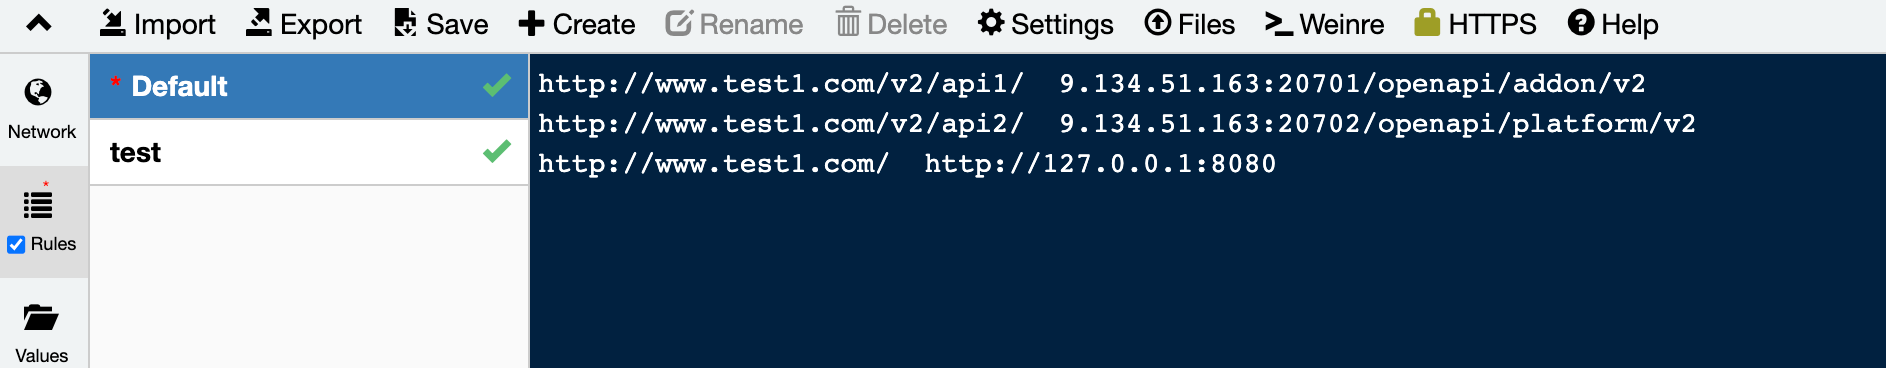 Import Export Save Create Rename Delete Settings Files Weinre HTTPS Help
Network
* Rules
Values
* Default
test
http://www.test1.com/v2/api1/  9.134.51.163:20701/openapi/addon/v2
http://www.test1.com/v2/api2/  9.134.51.163:20702/openapi/platform/v2
http://www.test1.com/  http://127.0.0.1:8080